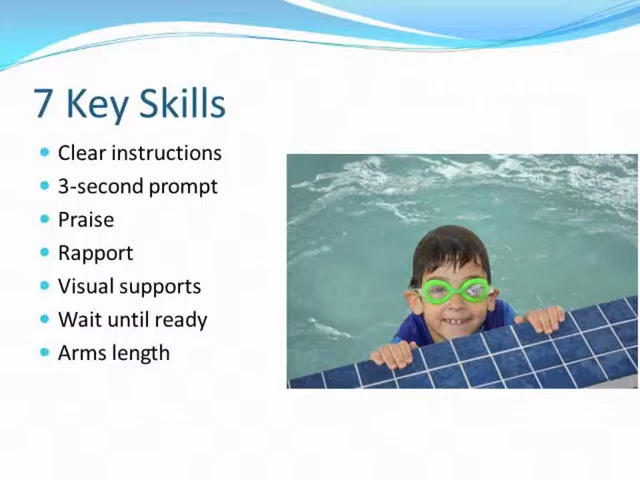 7 Key Skills
Clear instructions
3-second prompt
Praise
Rapport
Visual supports
Wait until ready
Arms length